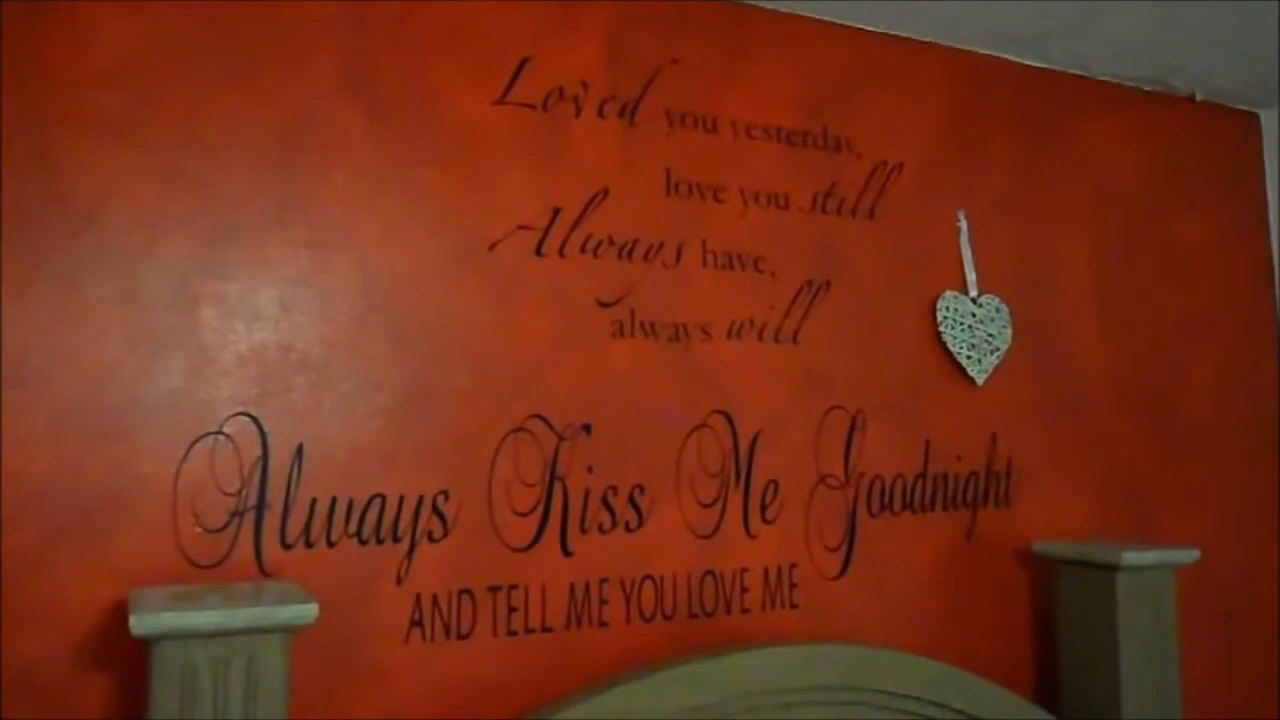 Loved you yesterday,
love you still
Always have,
always will
Always Kiss Me Goodnight
AND TELL ME YOU LOVE ME